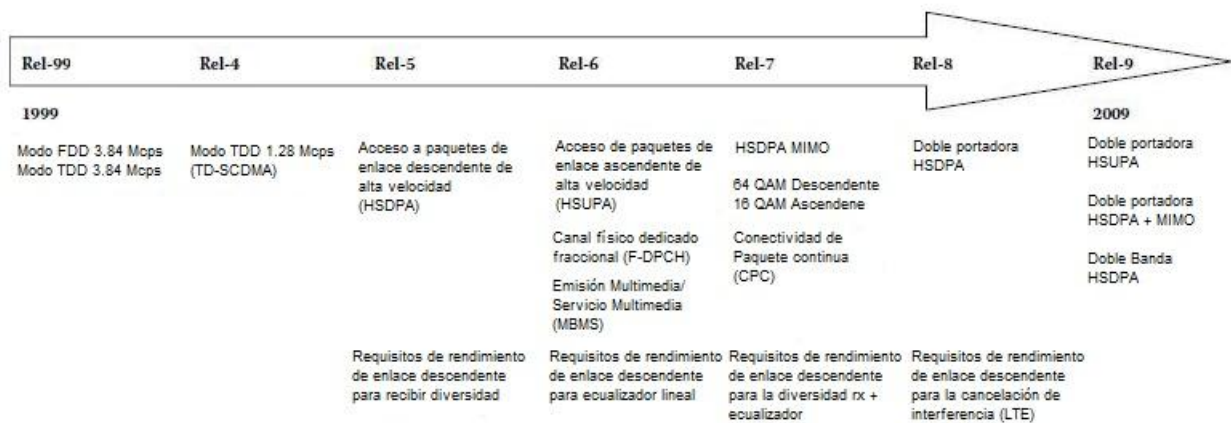 Rel-99
Rel-4
Rel-5
Rel-6
Rel-7
Rel-8
Rel-9
1999
2009
Modo FDD 3.84 Mcps
Modo TDD 3.84 Mcps
Modo TDD 1.28 Mcps
(TD-SCDMA)
Acceso a paquetes de
enlace descendente de
alta velocidad
(HSDPA)
Acceso de paquetes de
enlace ascendente de
alta velocidad
(HSUPA)
Canal físico dedicado
fraccional (F-DPCH)
Emisión Multimedia/
Servicio Multimedia
(MBMS)
HSDPA MIMO
64 QAM Descendente
16 QAM Ascendene
Conectividad de
Paquete continua
(CPC)
Doble portadora
HSDPA
Doble portadora
HSUPA
Doble portadora
HSDPA + MIMO
Doble Banda
HSDPA
Requisitos de rendimiento
de enlace descendente
para recibir diversidad
Requisitos de rendimiento
de enlace descendente
para ecualizador lineal
Requisitos de rendimiento
de enlace descendente
para la diversidad rx +
ecualizador
Requisitos de rendimiento
de enlace descendente
para la cancelación de
interferencia (LTE)